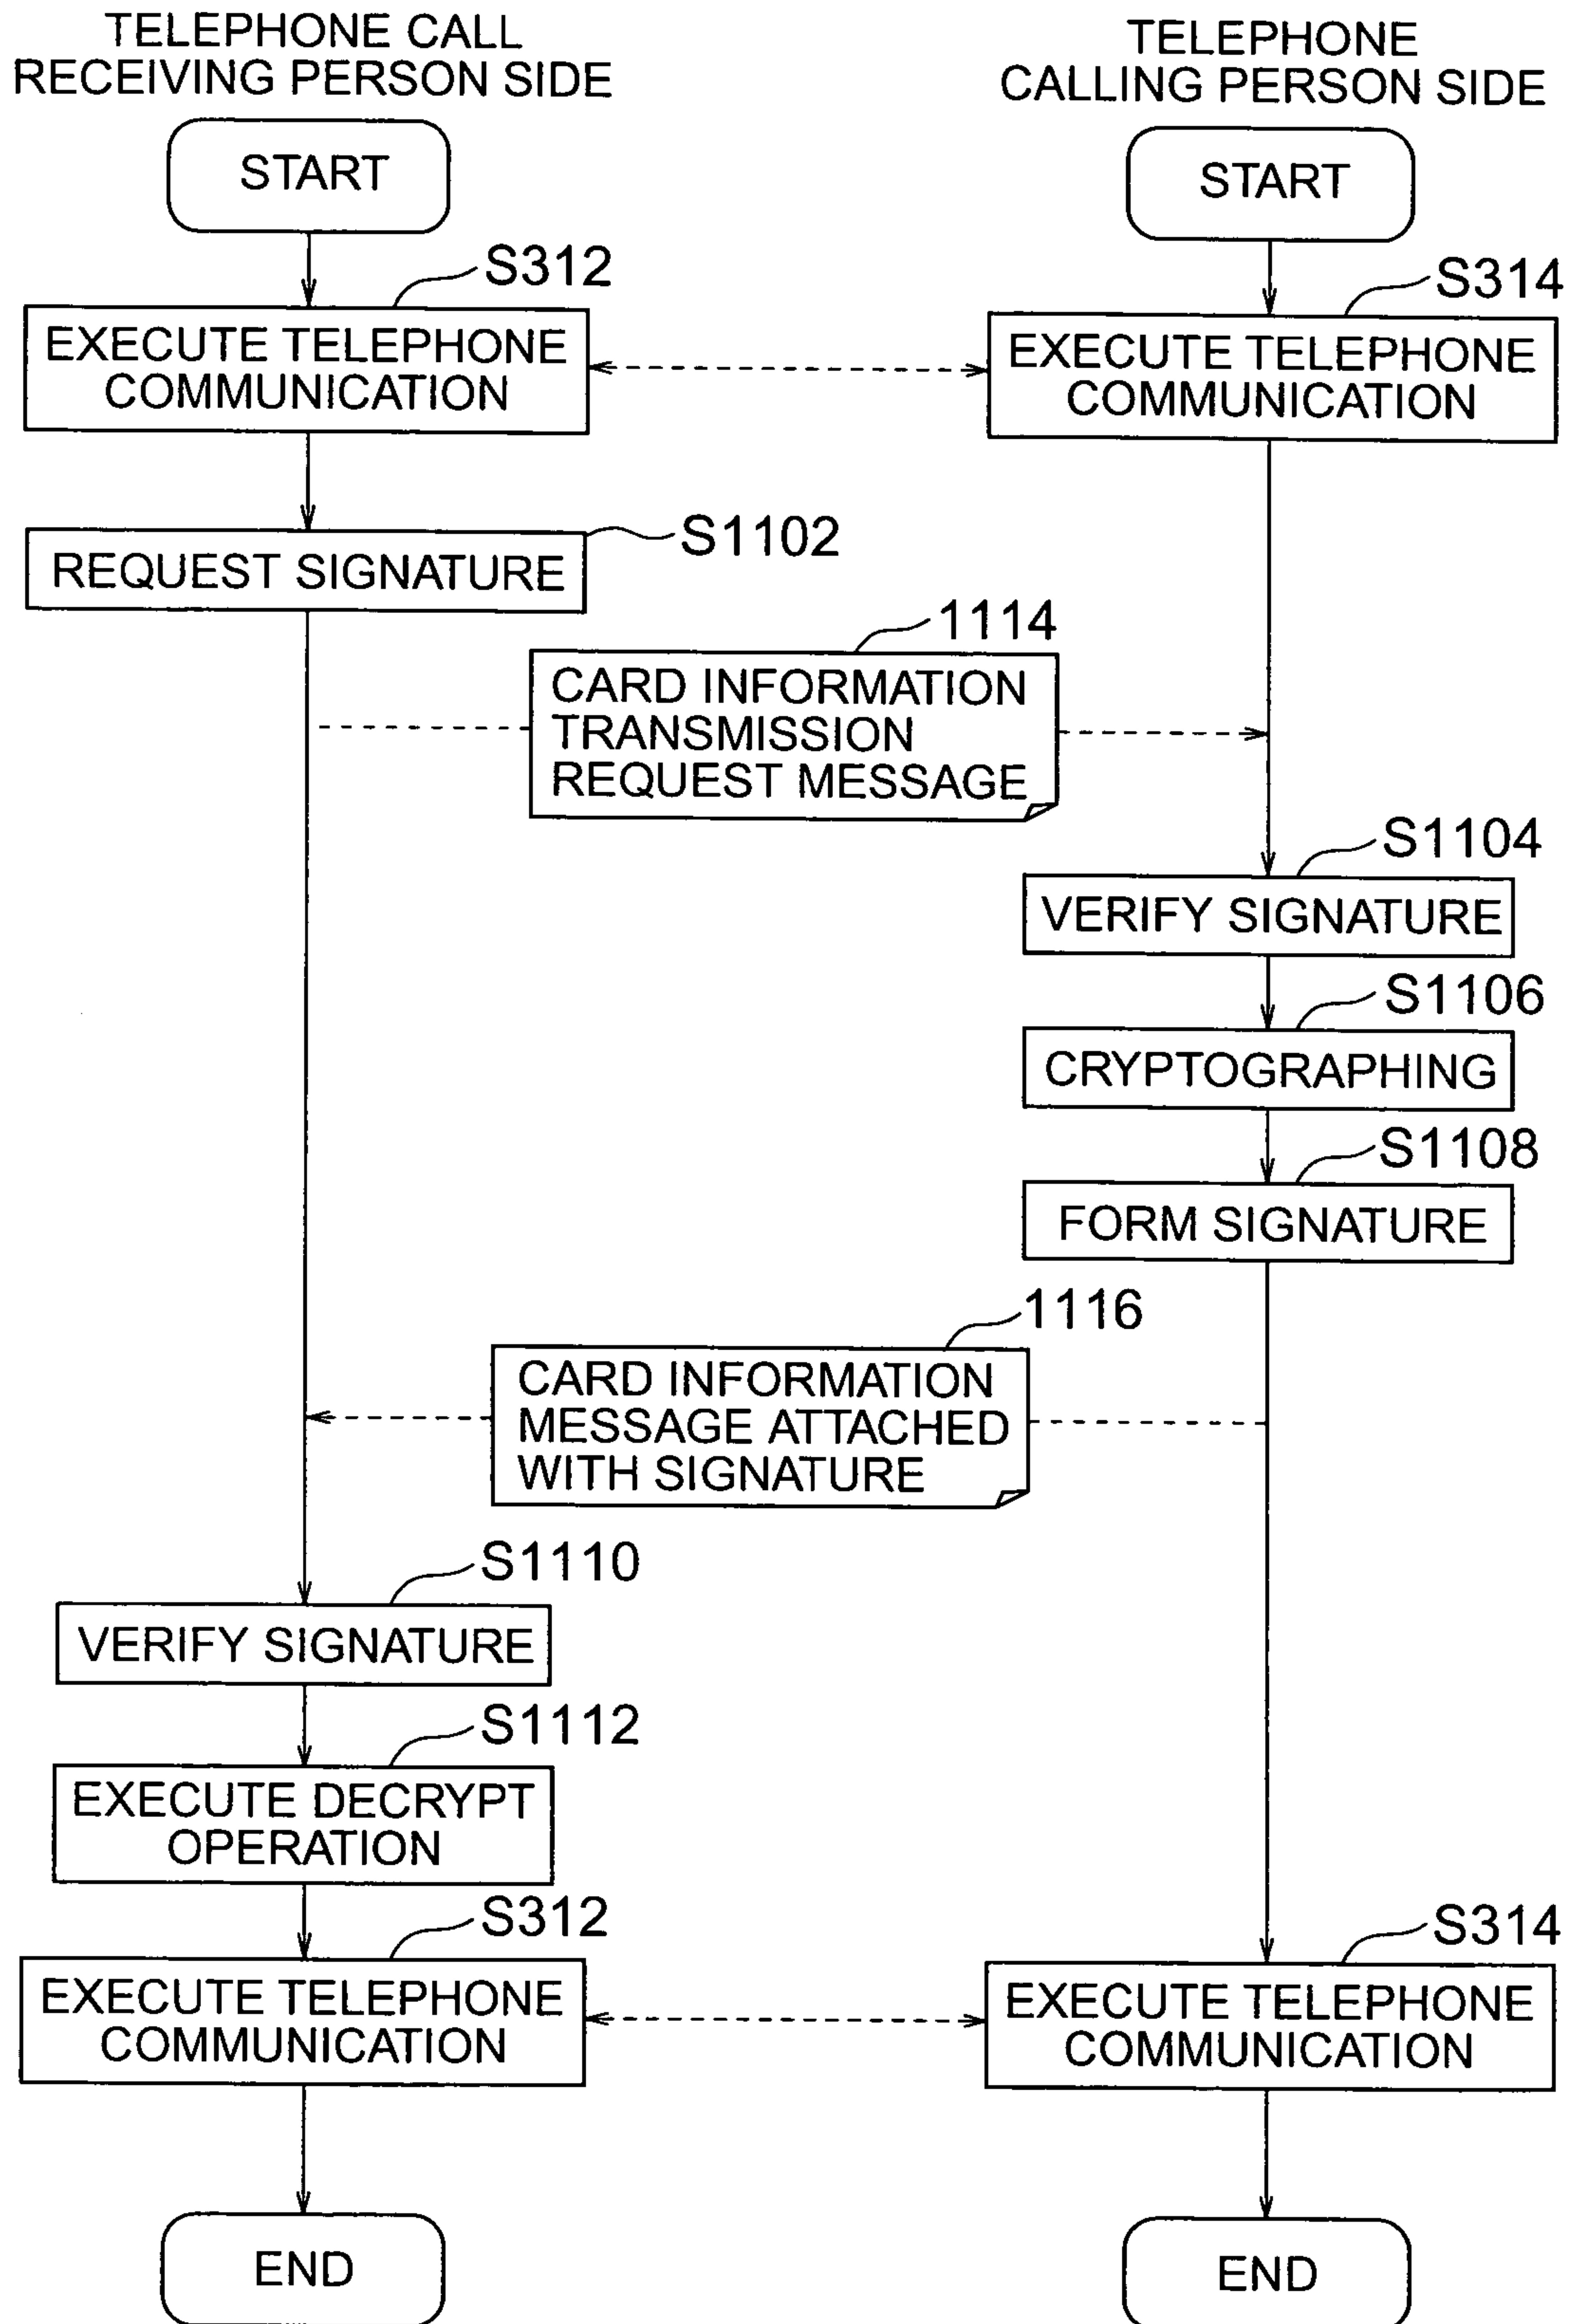 TELEPHONE CALL
RECEIVING PERSON SIDE
TELEPHONE
CALLING PERSON SIDE
START
START
S312
S314
EXECUTE TELEPHONE
COMMUNICATION
EXECUTE TELEPHONE
COMMUNICATION
S1102
REQUEST SIGNATURE
1114
CARD INFORMATION
TRANSMISSION
REQUEST MESSAGE
S1104
VERIFY SIGNATURE
S1106
CRYPTOGRAPHING
S1108
FORM SIGNATURE
1116
CARD INFORMATION
MESSAGE ATTACHED
WITH SIGNATURE
S1110
VERIFY SIGNATURE
S1112
EXECUTE DECRYPT
OPERATION
S312
S314
EXECUTE TELEPHONE
COMMUNICATION
EXECUTE TELEPHONE
COMMUNICATION
END
END